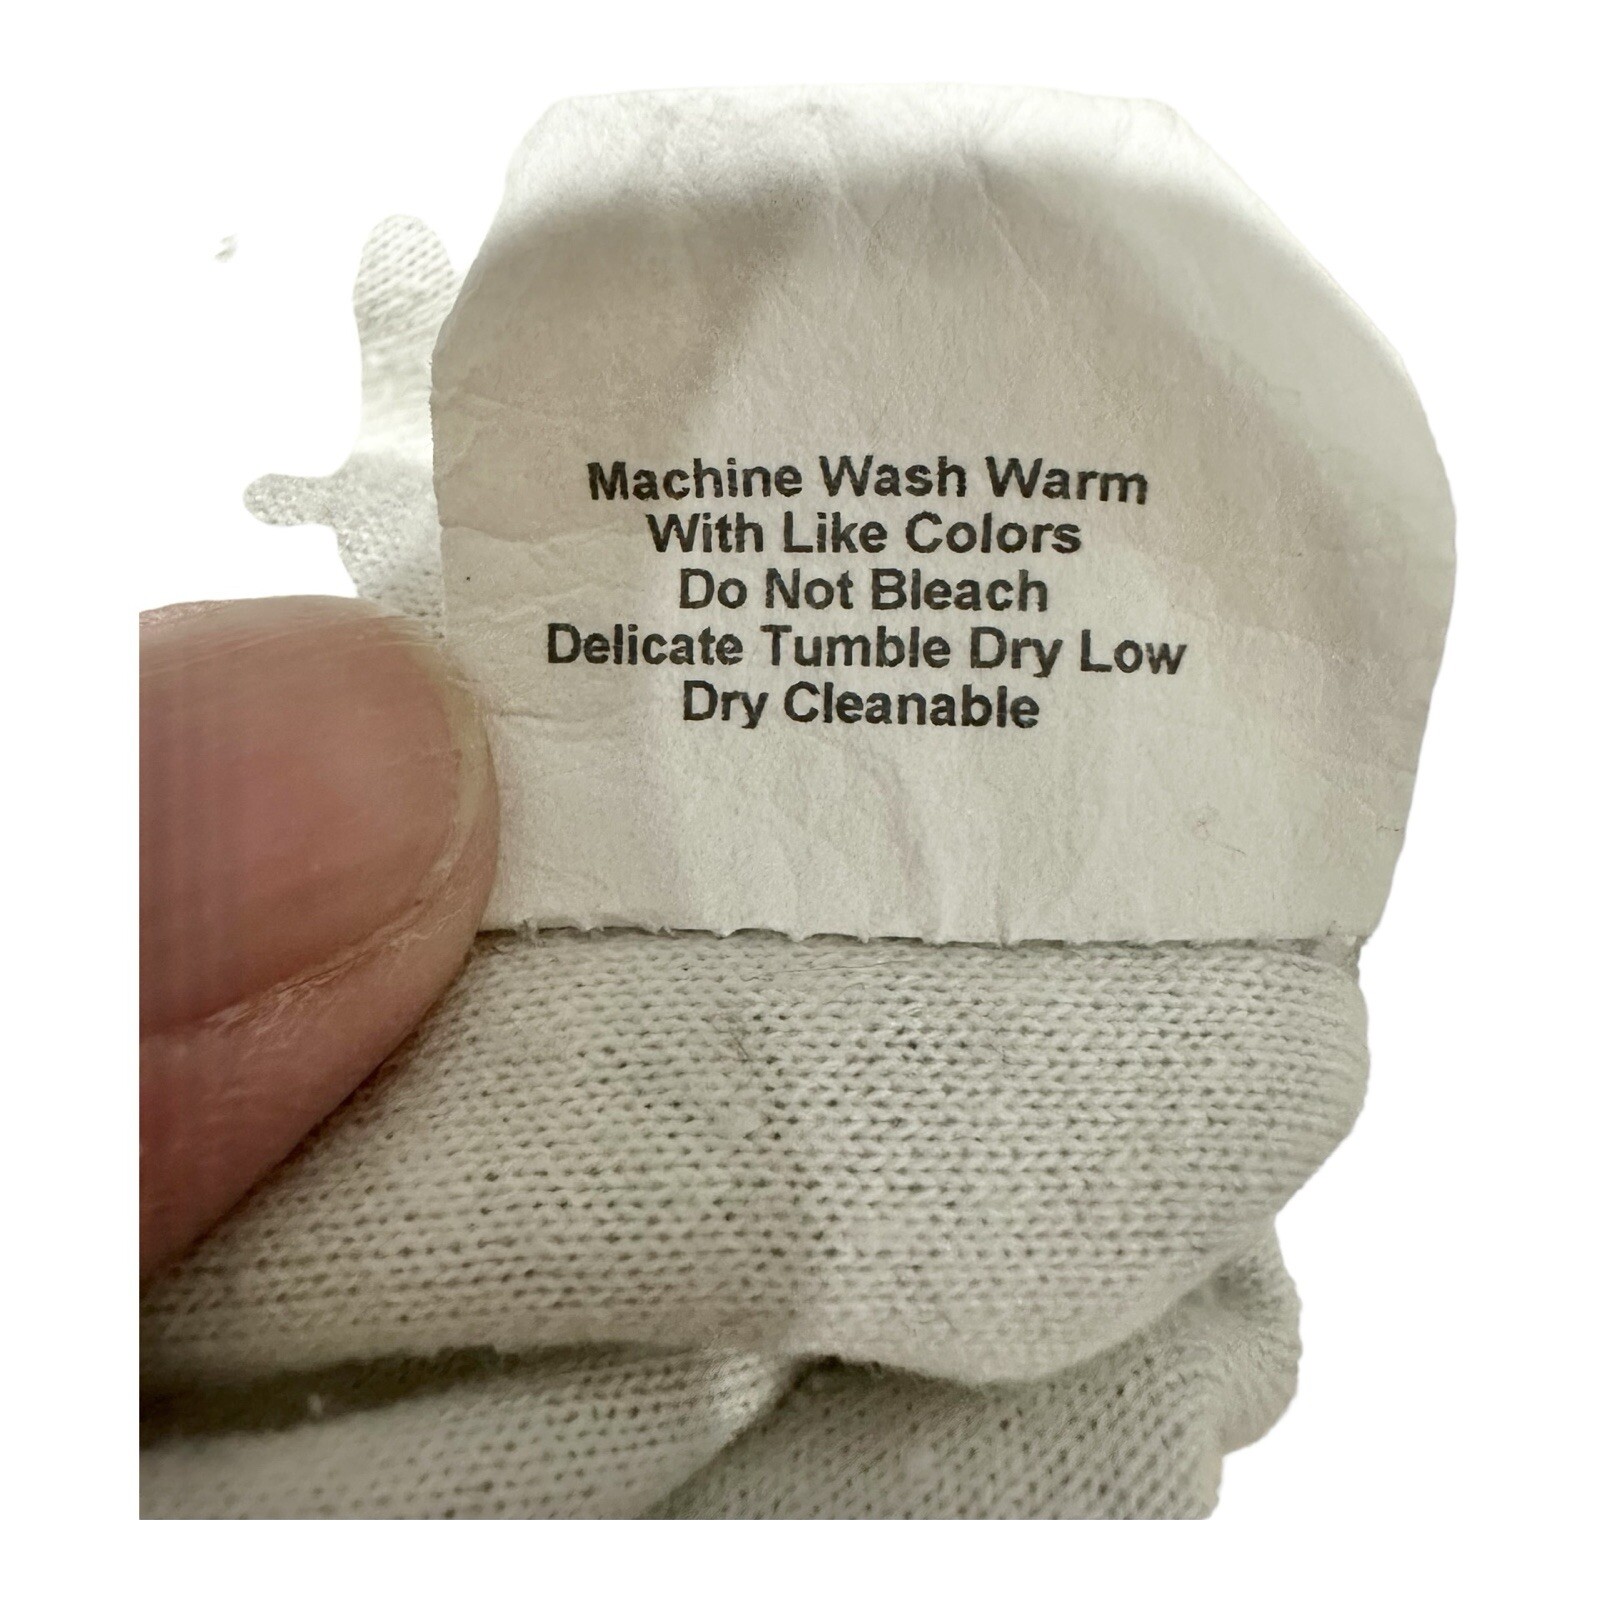 Machine Wash Warm
With Like Colors
Do Not Bleach
Delicate Tumble Dry Low
Dry Cleanable